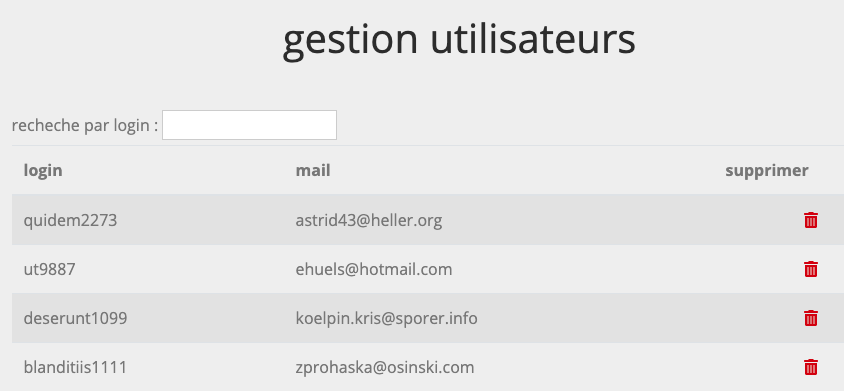 gestion utilisateurs
recheche par login :
login mail supprimer
quidem2273 astrid43@heller.org
ut9887 ehuels@hotmail.com
deserunt1099 koelpin.kris@sporer.info
blanditiis1111 zprohaska@osinski.com